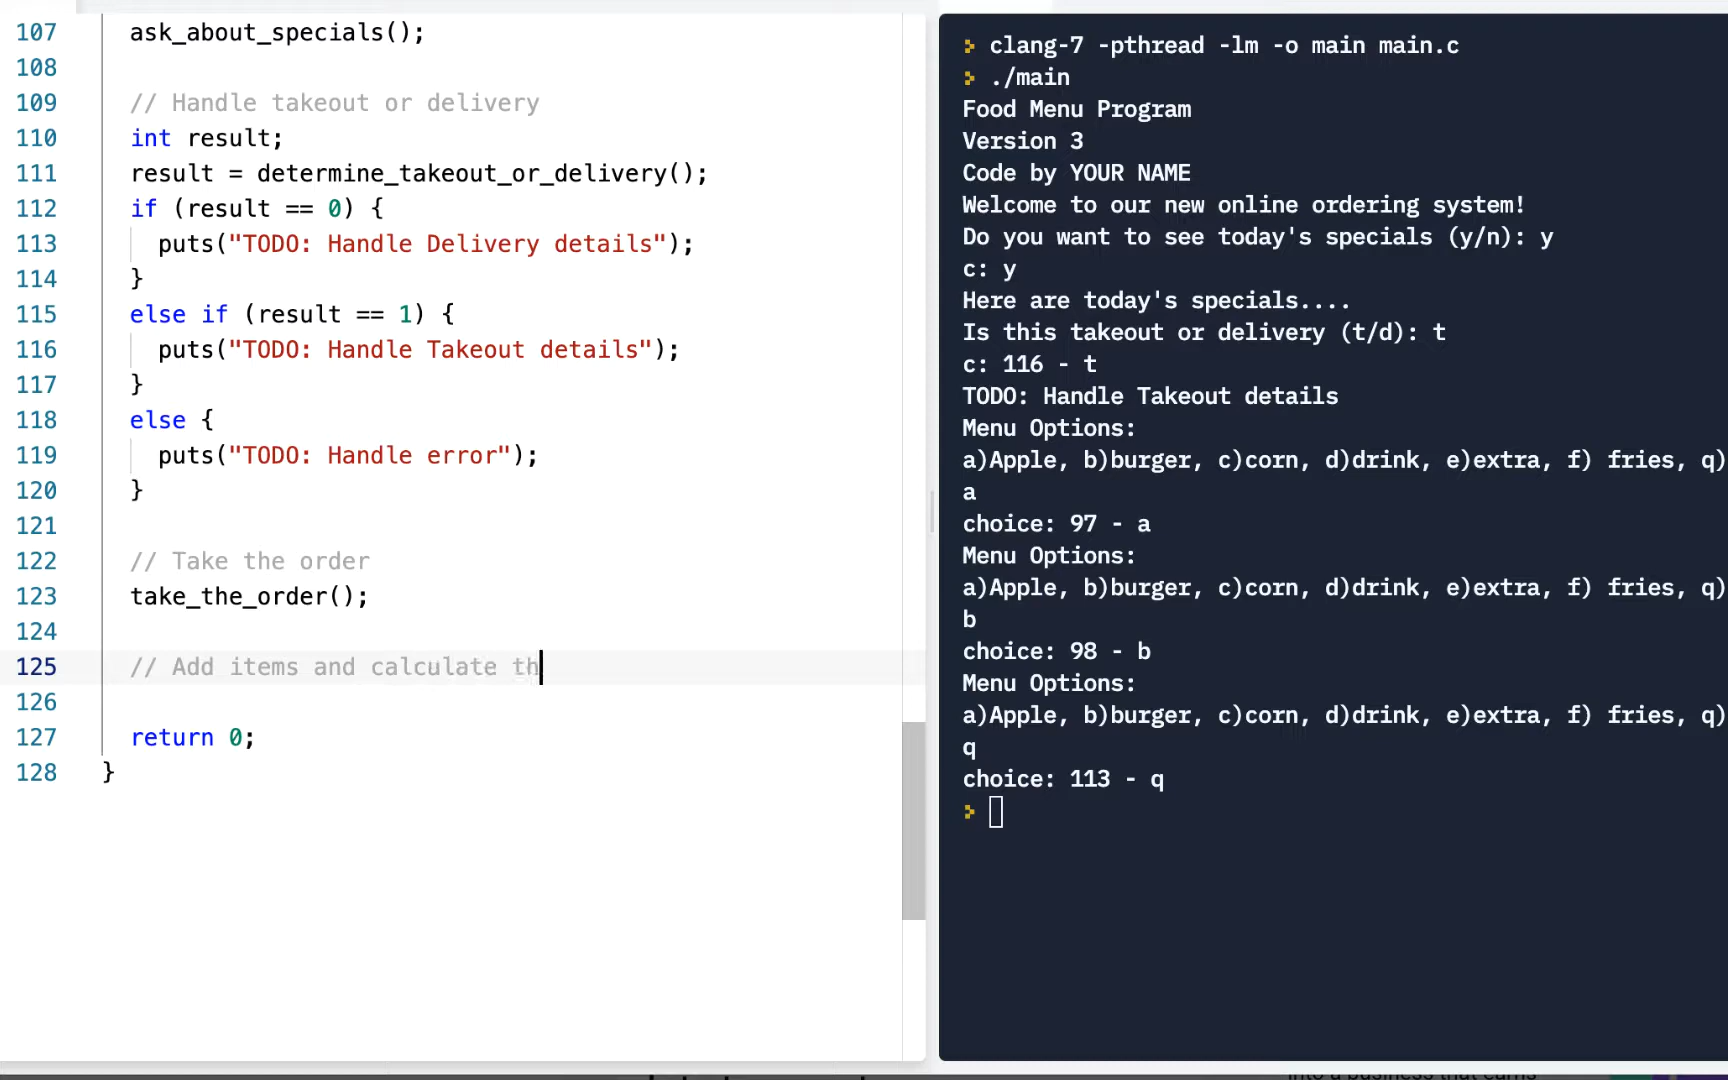 107 ask_about_specials();
108
109 // Handle takeout or delivery
110 int result;
111 result = determine_takeout_or_delivery();
112 if (result == 0) {
113 puts("TODO: Handle Delivery details");
114 }
115 else if (result == 1) {
116 puts("TODO: Handle Takeout details");
117 }
118 else {
119 puts("TODO: Handle error");
120 }
121
122 // Take the order
123 take_the_order();
124
125 // Add items and calculate th
126
127 return 0;
128 }
> clang-7 -pthread -lm -o main main.c
> ./main
Food Menu Program
Version 3
Code by YOUR NAME
Welcome to our new online ordering system!
Do you want to see today's specials (y/n): y
c: y
Here are today's specials....
Is this takeout or delivery (t/d): t
c: 116 - t
TODO: Handle Takeout details
Menu Options:
a)Apple, b)burger, c)corn, d)drink, e)extra, f) fries, q)
a
choice: 97 - a
Menu Options:
a)Apple, b)burger, c)corn, d)drink, e)extra, f) fries, q)
b
choice: 98 - b
Menu Options:
a)Apple, b)burger, c)corn, d)drink, e)extra, f) fries, q)
q
choice: 113 - q
>